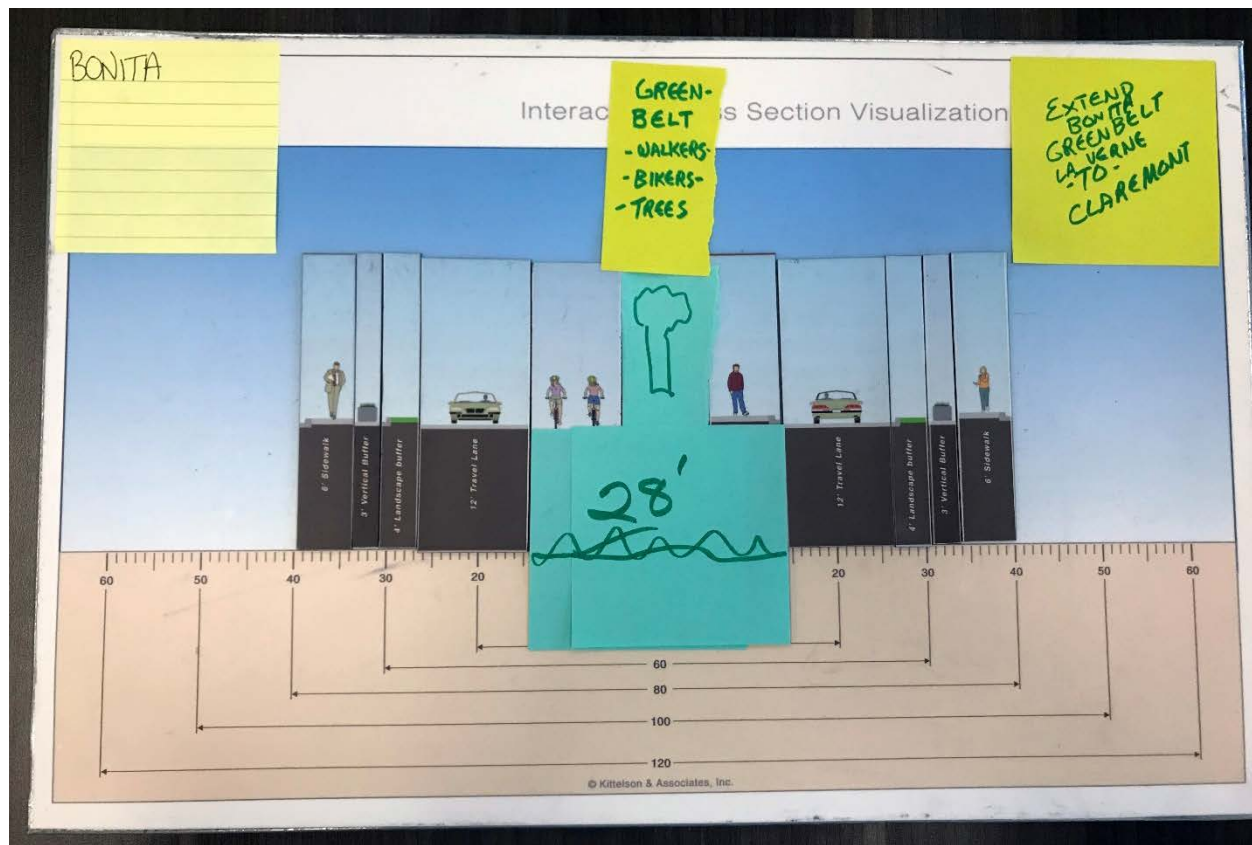 BONITA
Interac
ss Section Visualization
GREEN-
BELT
-WALKERS-
-BIKERS-
-TREES
EXTEND
BONITA
GREENBELT
LA VERNE
-TO-
CLAREMONT
6' Sidewalk
3' Vertical Buffer
4' Landscape buffer
12' Travel Lane
28'
12' Travel Lane
4' Landscape buffer
3' Vertical Buffer
6' Sidewalk
60 50 40 30 20 20 30 40 50 60
60
80
100
120
© Kittelson & Associates, Inc.